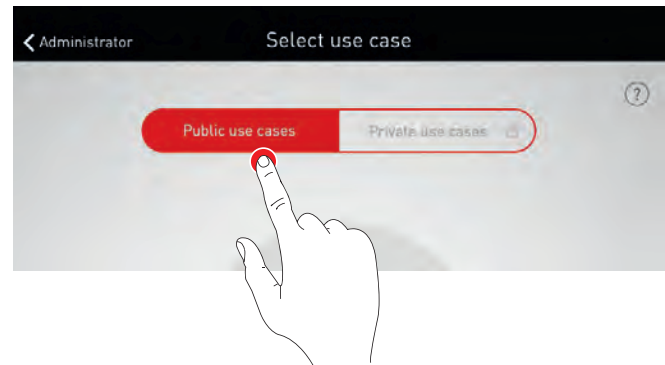 Administrator
Select use case
?
Public use cases
Private use cases